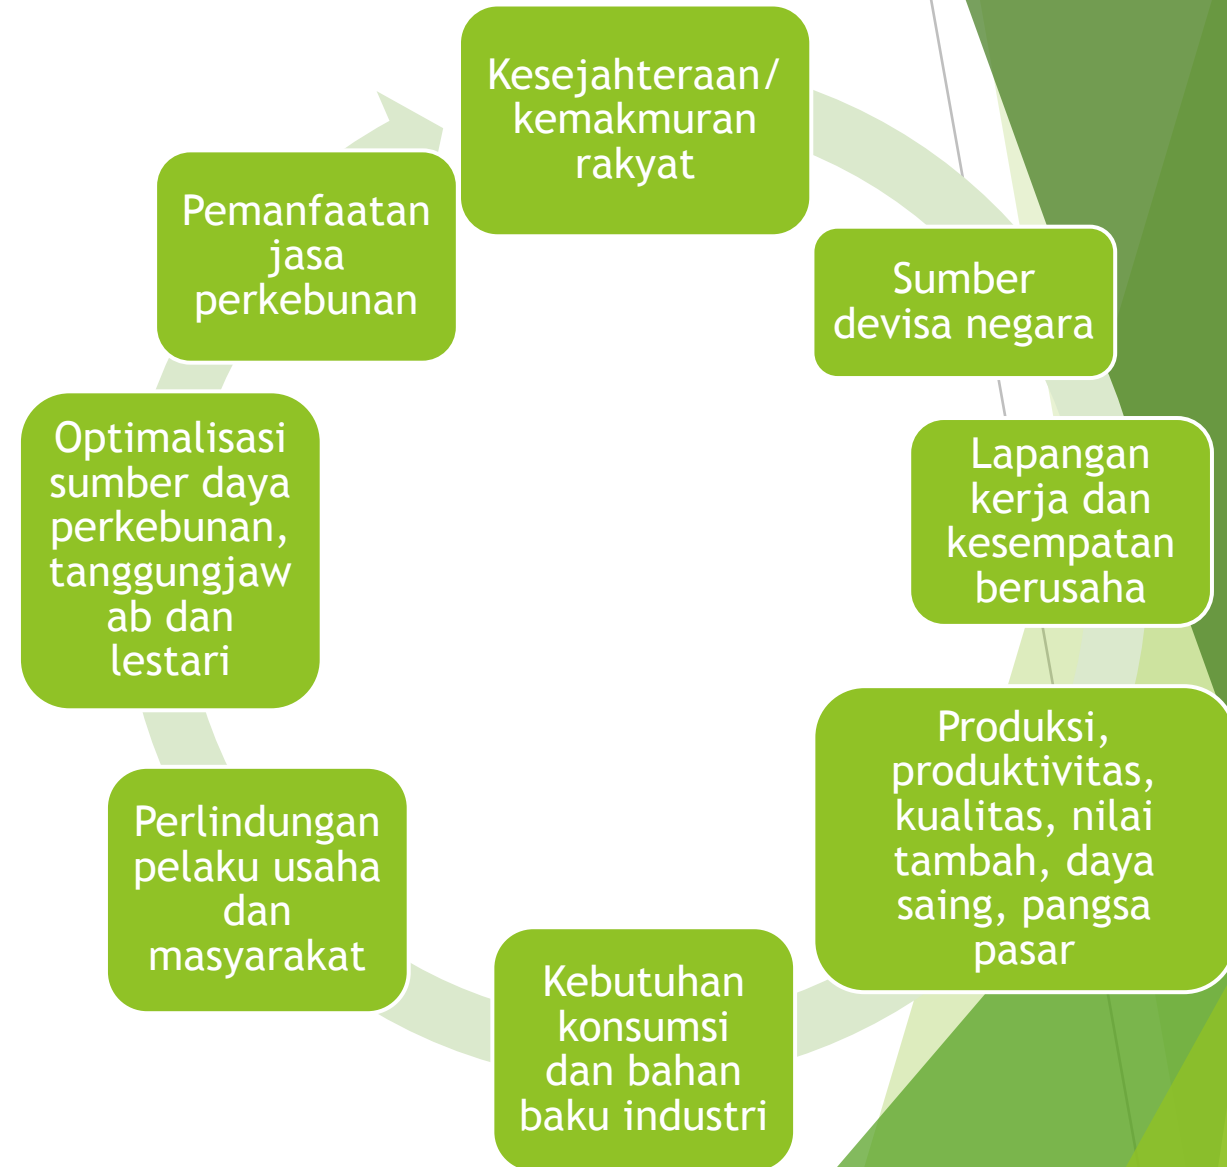 Kesejahteraan/
kemakmuran
rakyat
Sumber
devisa negara
Lapangan
kerja dan
kesempatan
berusaha
Produksi,
produktivitas,
kualitas, nilai
tambah, daya
saing, pangsa
pasar
Kebutuhan
konsumsi
dan bahan
baku industri
Perlindungan
pelaku usaha
dan
masyarakat
Optimalisasi
sumber daya
perkebunan,
tanggungjaw
ab dan
lestari
Pemanfaatan
jasa
perkebunan